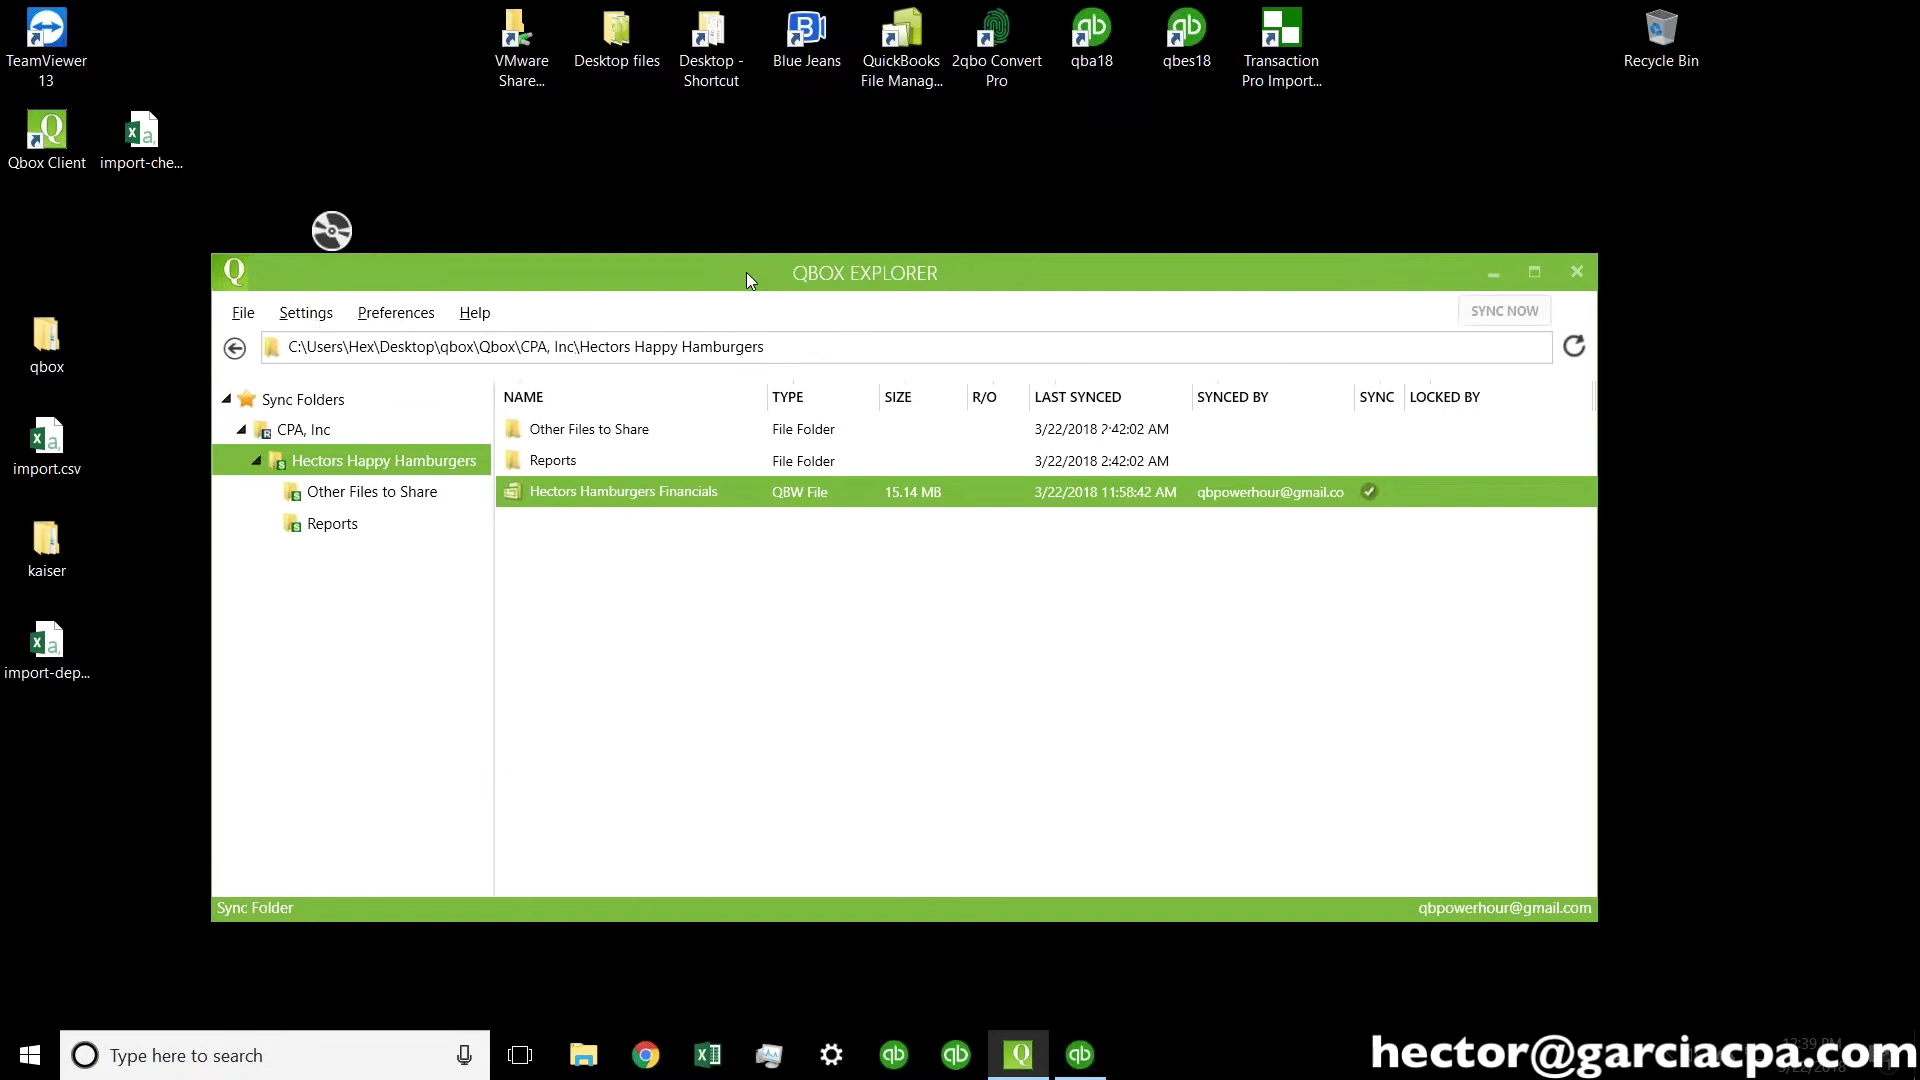 TeamViewer
13
VMware
Share...
Desktop files
Desktop -
Shortcut
Blue Jeans
QuickBooks
File Manag...
2qbo Convert
Pro
qba18
qbes18
Transaction
Pro Import...
Recycle Bin
Qbox Client
import-che...
qbox
import.csv
kaiser
import-dep...
Q
QBOX EXPLORER
File
Settings
Preferences
Help
SYNC NOW
C:\Users\Hex\Desktop\qbox\Qbox\CPA, Inc\Hectors Happy Hamburgers
Sync Folders
CPA, Inc
Hectors Happy Hamburgers
Other Files to Share
Reports
NAME TYPE SIZE R/O LAST SYNCED SYNCED BY SYNC LOCKED BY
Other Files to Share File Folder 3/22/2018 2:42:02 AM
Reports File Folder 3/22/2018 2:42:02 AM
Hectors Hamburgers Financials QBW File 15.14 MB 3/22/2018 11:58:42 AM qbpowerhour@gmail.co
Sync Folder
qbpowerhour@gmail.com
Type here to search
hector@garciacpa.com